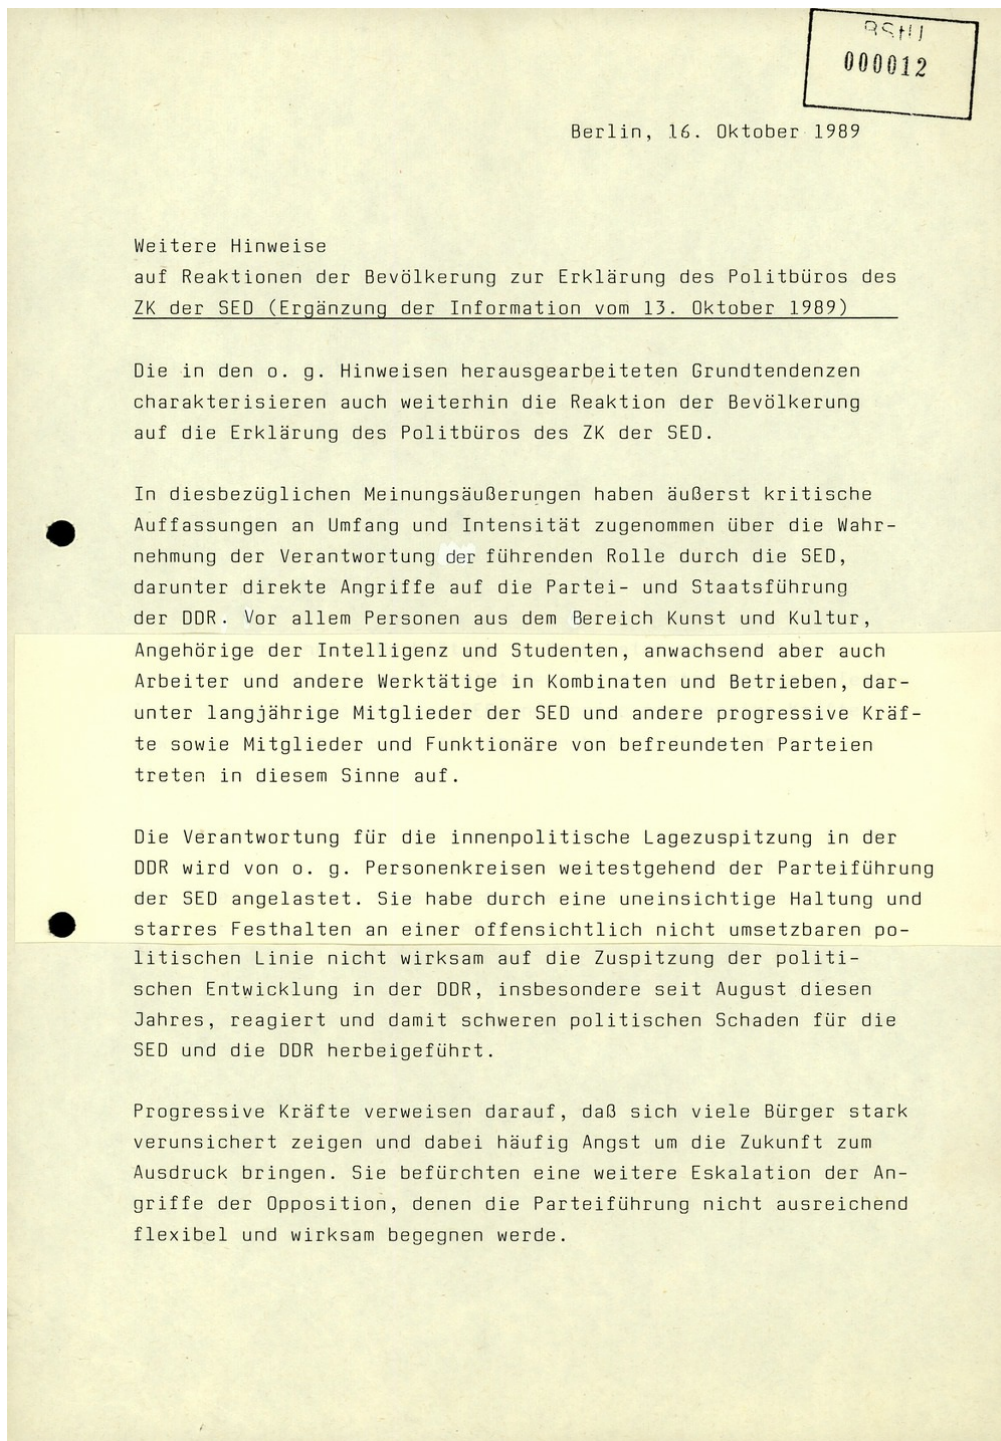 BStU
000012
Berlin, 16. Oktober 1989
Weitere Hinweise
auf Reaktionen der Bevölkerung zur Erklärung des Politbüros des
ZK der SED (Ergänzung der Information vom 13. Oktober 1989)
Die in den o. g. Hinweisen herausgearbeiteten Grundtendenzen
charakterisieren auch weiterhin die Reaktion der Bevölkerung
auf die Erklärung des Politbüros des ZK der SED.
In diesbezüglichen Meinungsäußerungen haben äußerst kritische
Auffassungen an Umfang und Intensität zugenommen über die Wahr-
nehmung der Verantwortung der führenden Rolle durch die SED,
darunter direkte Angriffe auf die Partei- und Staatsführung
der DDR. Vor allem Personen aus dem Bereich Kunst und Kultur,
Angehörige der Intelligenz und Studenten, anwachsend aber auch
Arbeiter und andere Werktätige in Kombinaten und Betrieben, dar-
unter langjährige Mitglieder der SED und andere progressive Kräf-
te sowie Mitglieder und Funktionäre von befreundeten Parteien
treten in diesem Sinne auf.
Die Verantwortung für die innenpolitische Lagezuspitzung in der
DDR wird von o. g. Personenkreisen weitestgehend der Parteiführung
der SED angelastet. Sie habe durch eine uneinsichtige Haltung und
starres Festhalten an einer offensichtlich nicht umsetzbaren po-
litischen Linie nicht wirksam auf die Zuspitzung der politi-
schen Entwicklung in der DDR, insbesondere seit August diesen
Jahres, reagiert und damit schweren politischen Schaden für die
SED und die DDR herbeigeführt.
Progressive Kräfte verweisen darauf, daß sich viele Bürger stark
verunsichert zeigen und dabei häufig Angst um die Zukunft zum
Ausdruck bringen. Sie befürchten eine weitere Eskalation der An-
griffe der Opposition, denen die Parteiführung nicht ausreichend
flexibel und wirksam begegnen werde.